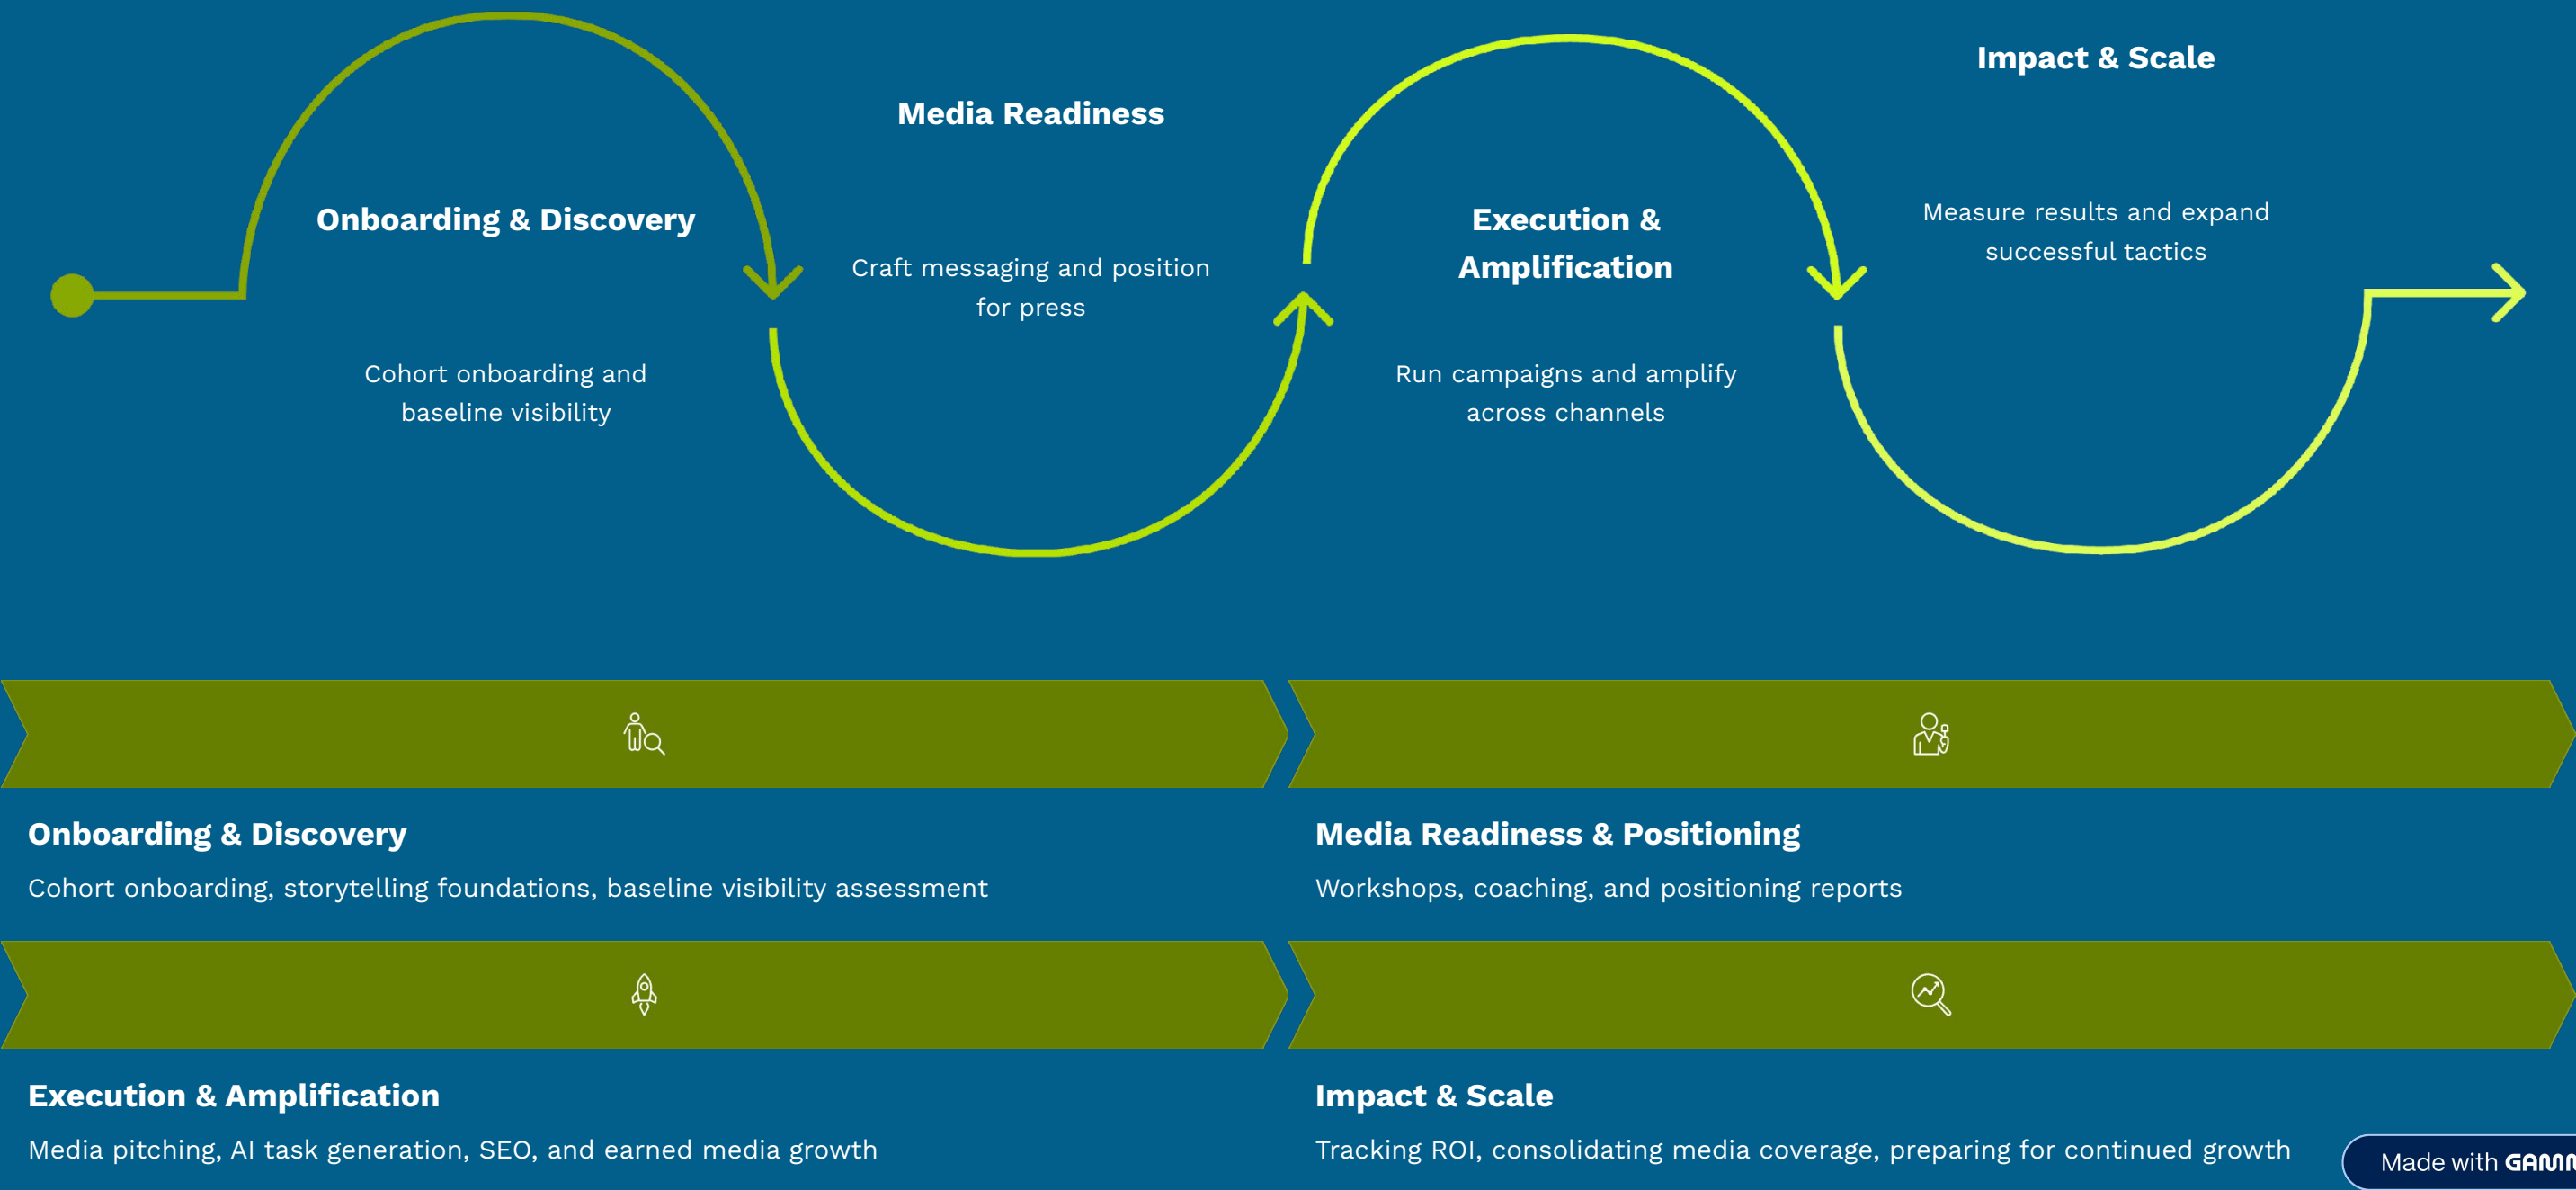 Onboarding & Discovery
Cohort onboarding and
baseline visibility
Media Readiness
Craft messaging and position
for press
Execution &
Amplification
Run campaigns and amplify
across channels
Impact & Scale
Measure results and expand
successful tactics
Onboarding & Discovery
Cohort onboarding, storytelling foundations, baseline visibility assessment
Media Readiness & Positioning
Workshops, coaching, and positioning reports
Execution & Amplification
Media pitching, AI task generation, SEO, and earned media growth
Impact & Scale
Tracking ROI, consolidating media coverage, preparing for continued growth
Made with